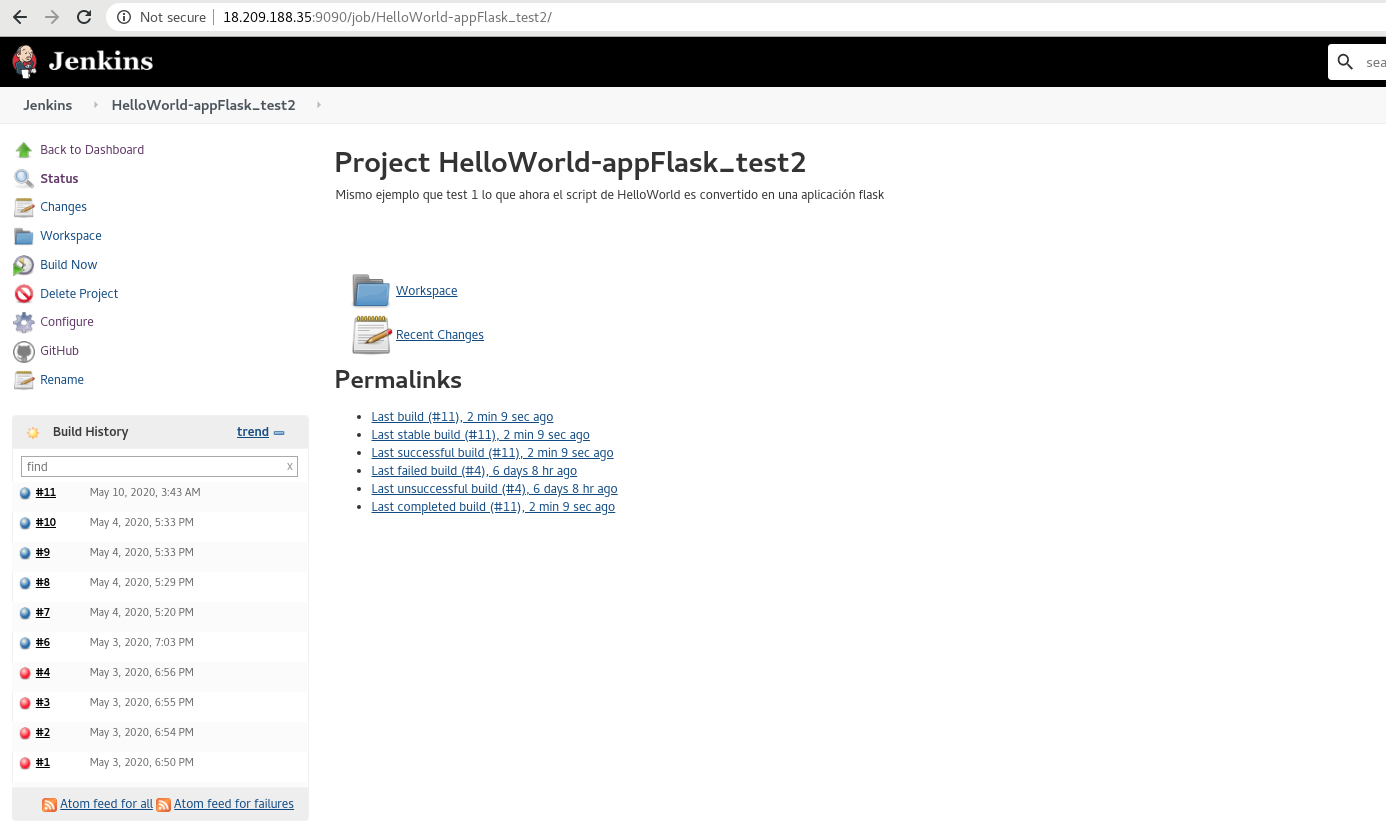 Not secure 18.209.188.35:9090/job/HelloWorld-appFlask_test2/
Jenkins
sea
Jenkins HelloWorld-appFlask_test2
Back to Dashboard
Status
Changes
Workspace
Build Now
Delete Project
Configure
GitHub
Rename
Build History trend
find x
#11 May 10, 2020, 3:43 AM
#10 May 4, 2020, 5:33 PM
#9 May 4, 2020, 5:33 PM
#8 May 4, 2020, 5:29 PM
#7 May 4, 2020, 5:20 PM
#6 May 3, 2020, 7:03 PM
#4 May 3, 2020, 6:56 PM
#3 May 3, 2020, 6:55 PM
#2 May 3, 2020, 6:54 PM
#1 May 3, 2020, 6:50 PM
Atom feed for all Atom feed for failures
Project HelloWorld-appFlask_test2
Mismo ejemplo que test 1 lo que ahora el script de HelloWorld es convertido en una aplicación flask
Workspace
Recent Changes
Permalinks
Last build (#11), 2 min 9 sec ago
Last stable build (#11), 2 min 9 sec ago
Last successful build (#11), 2 min 9 sec ago
Last failed build (#4), 6 days 8 hr ago
Last unsuccessful build (#4), 6 days 8 hr ago
Last completed build (#11), 2 min 9 sec ago